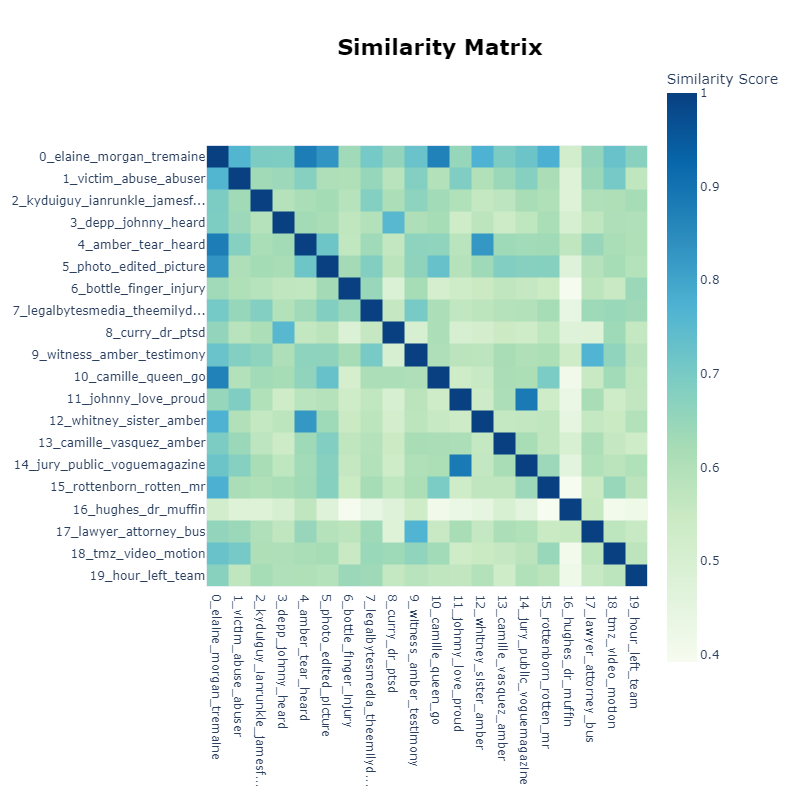 Similarity Matrix
Similarity Score
1
0.9
0.8
0.7
0.6
0.5
0.4
0_elaine_morgan_tremaine
1_victim_abuse_abuser
2_kyduiguy_ianrunkle_jamesf...
3_depp_johnny_heard
4_amber_tear_heard
5_photo_edited_picture
6_bottle_finger_injury
7_legalbytesmedia_theemilyd...
8_curry_dr_ptsd
9_witness_amber_testimony
10_camille_queen_go
11_johnny_love_proud
12_whitney_sister_amber
13_camille_vasquez_amber
14_jury_public_voguemagazine
15_rottenborn_rotten_mr
16_hughes_dr_muffin
17_lawyer_attorney_bus
18_tmz_video_motion
19_hour_left_team
0_elaine_morgan_tremaine
1_victim_abuse_abuser
2_kyduiguy_ianrunkle_jamesf...
3_depp_johnny_heard
4_amber_tear_heard
5_photo_edited_picture
6_bottle_finger_injury
7_legalbytesmedia_theemilyd...
8_curry_dr_ptsd
9_witness_amber_testimony
10_camille_queen_go
11_johnny_love_proud
12_whitney_sister_amber
13_camille_vasquez_amber
14_jury_public_voguemagazine
15_rottenborn_rotten_mr
16_hughes_dr_muffin
17_lawyer_attorney_bus
18_tmz_video_motion
19_hour_left_team